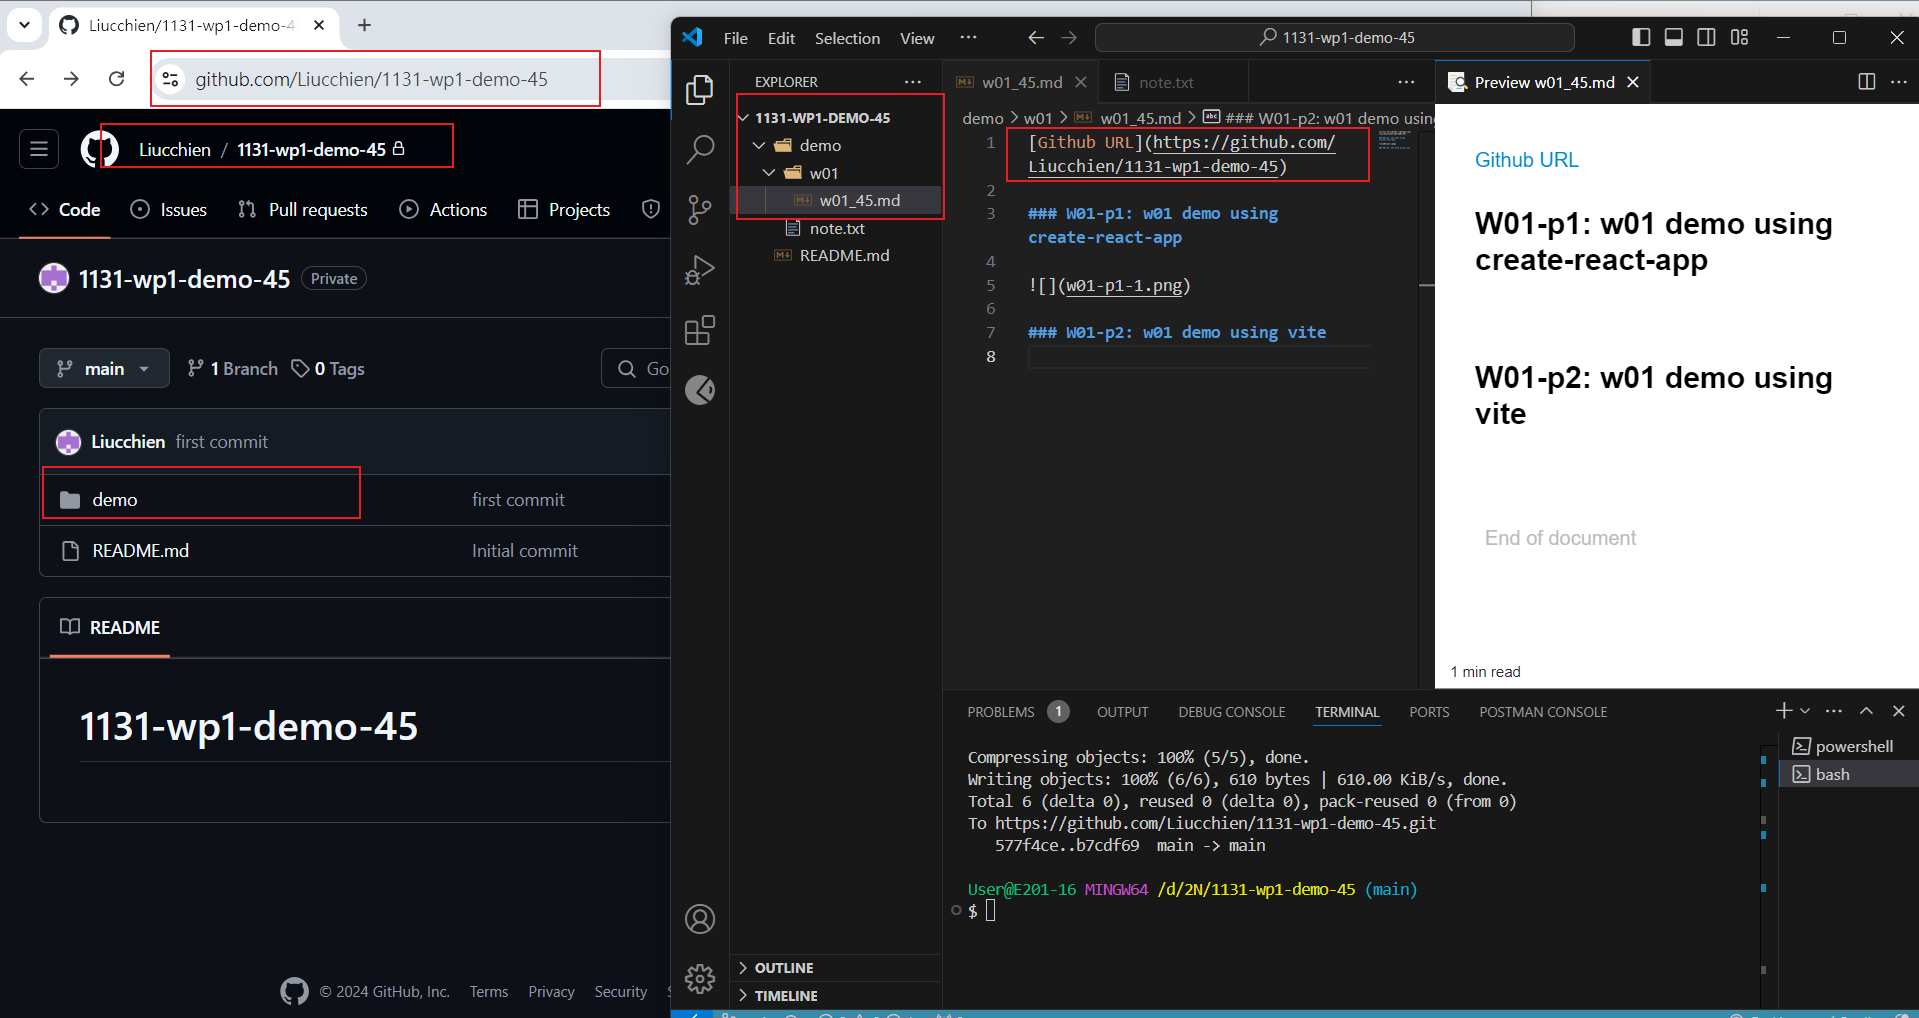 Liucchien/1131-wp1-demo-4
github.com/Liucchien/1131-wp1-demo-45
Liucchien / 1131-wp1-demo-45
Code Issues Pull requests Actions Projects
1131-wp1-demo-45 Private
main 1 Branch 0 Tags Go
Liucchien first commit
demo first commit
README.md Initial commit
README
1131-wp1-demo-45
© 2024 GitHub, Inc. Terms Privacy Security
File Edit Selection View ··· 1131-wp1-demo-45
EXPLORER
1131-WP1-DEMO-45
demo
w01
w01_45.md
note.txt
README.md
OUTLINE
TIMELINE
w01_45.md note.txt
demo > w01 > w01_45.md > ### W01-p2: w01 demo using
1 [Github URL](https://github.com/
Liucchien/1131-wp1-demo-45)
2
3 ### W01-p1: w01 demo using
create-react-app
4
5 ![](w01-p1-1.png)
6
7 ### W01-p2: w01 demo using vite
8
Preview w01_45.md
Github URL
W01-p1: w01 demo using
create-react-app
W01-p2: w01 demo using
vite
End of document
1 min read
PROBLEMS 1 OUTPUT DEBUG CONSOLE TERMINAL PORTS POSTMAN CONSOLE
Compressing objects: 100% (5/5), done.
Writing objects: 100% (6/6), 610 bytes | 610.00 KiB/s, done.
Total 6 (delta 0), reused 0 (delta 0), pack-reused 0 (from 0)
To https://github.com/Liucchien/1131-wp1-demo-45.git
577f4ce..b7cdf69 main -> main
User@E201-16 MINGW64 /d/2N/1131-wp1-demo-45 (main)
$
powershell
bash